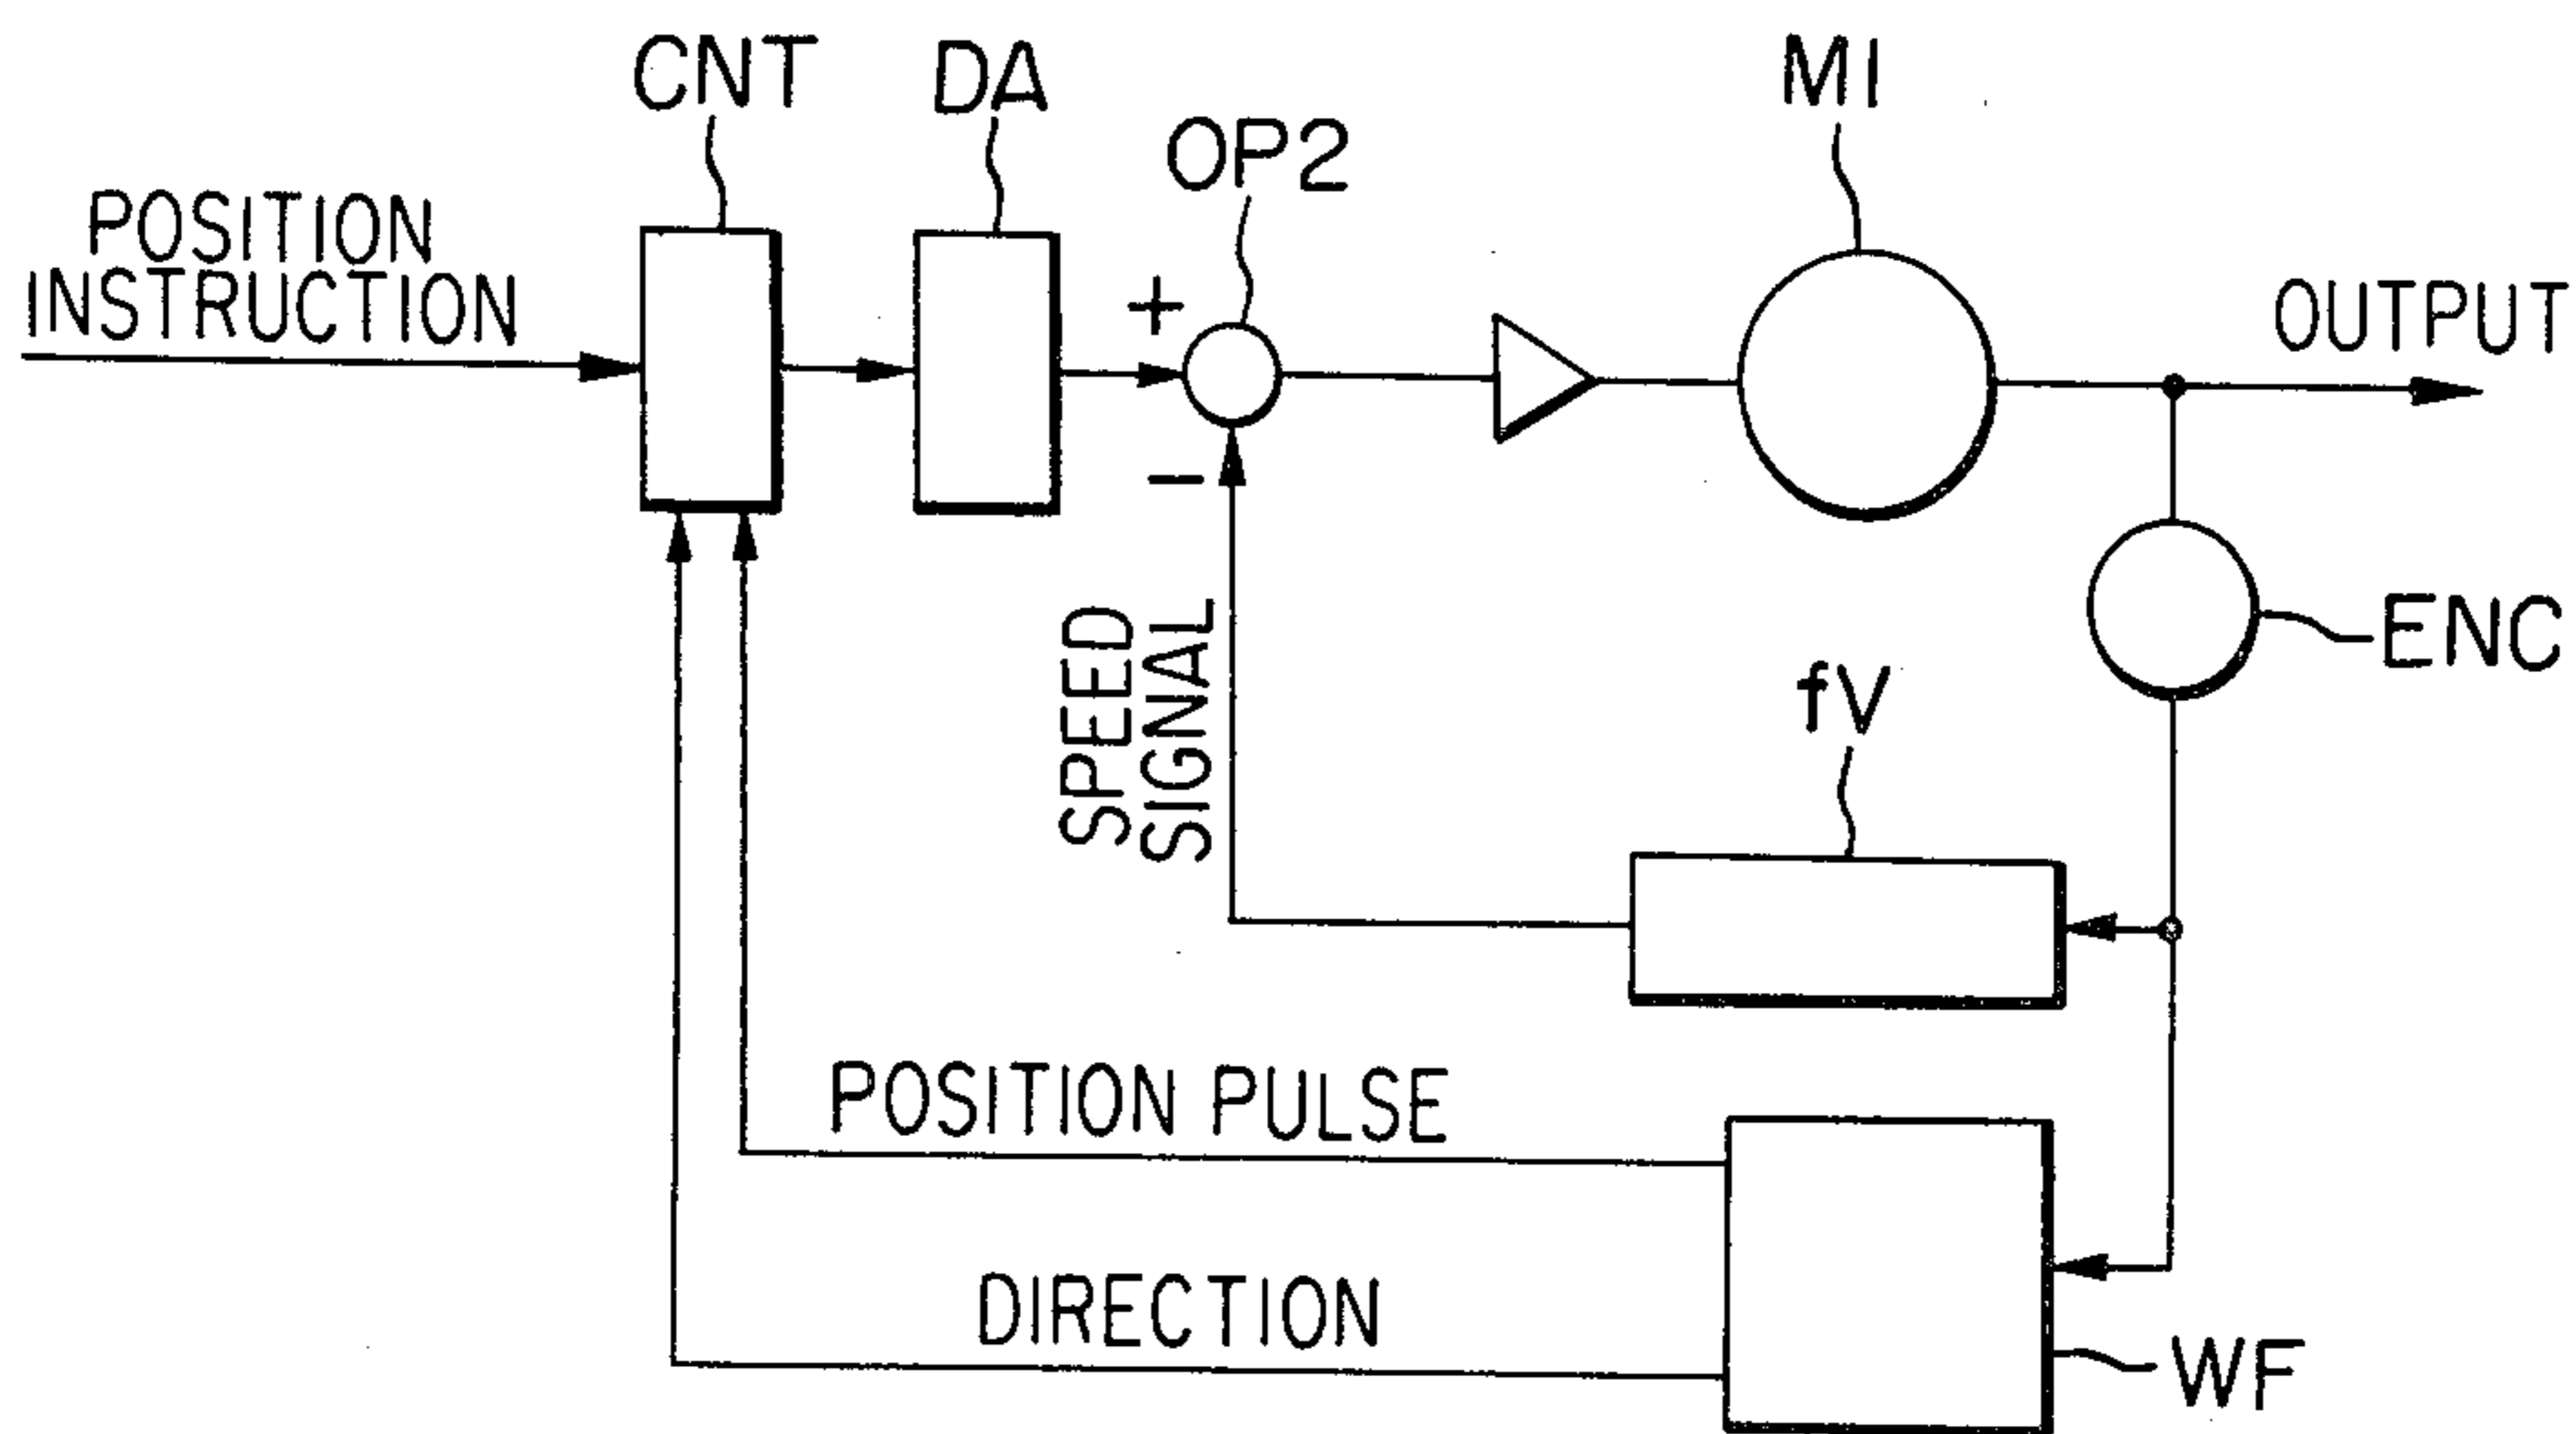 CNT
DA
OP2
MI
POSITION
INSTRUCTION
+
OUTPUT
−
ENC
SPEED
SIGNAL
fV
POSITION PULSE
DIRECTION
WF